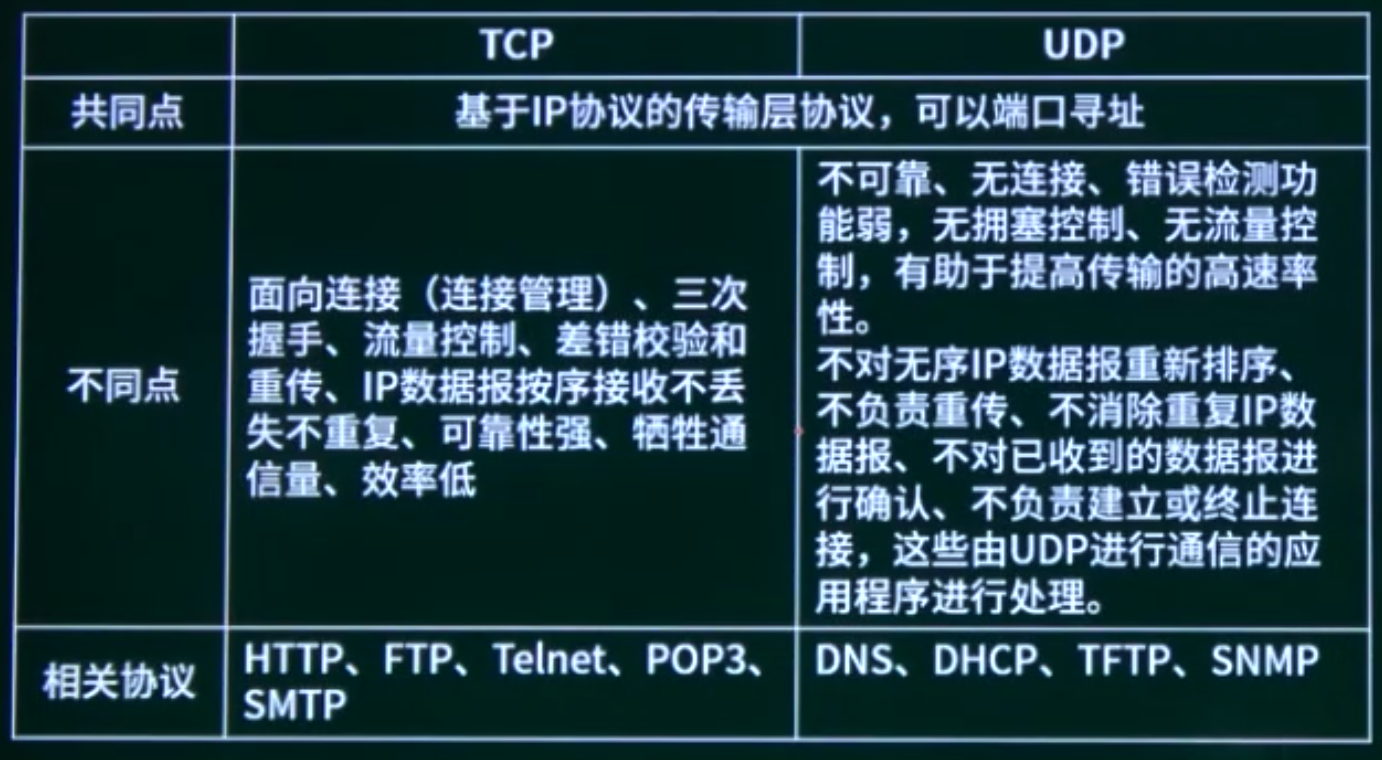 TCP
UDP
共同点
基于IP协议的传输层协议，可以端口寻址
不同点
面向连接（连接管理）、三次
握手、流量控制、差错校验和
重传、IP数据报按序接收不丢
失不重复、可靠性强、牺牲通
信量、效率低
不可靠、无连接、错误检测功
能弱，无拥塞控制、无流量控
制，有助于提高传输的高速率
性。
不对无序IP数据报重新排序、
不负责重传、不消除重复IP数
据报、不对已收到的数据报进
行确认、不负责建立或终止连
接，这些由UDP进行通信的应
用程序进行处理。
相关协议
HTTP、FTP、Telnet、POP3、
SMTP
DNS、DHCP、TFTP、SNMP